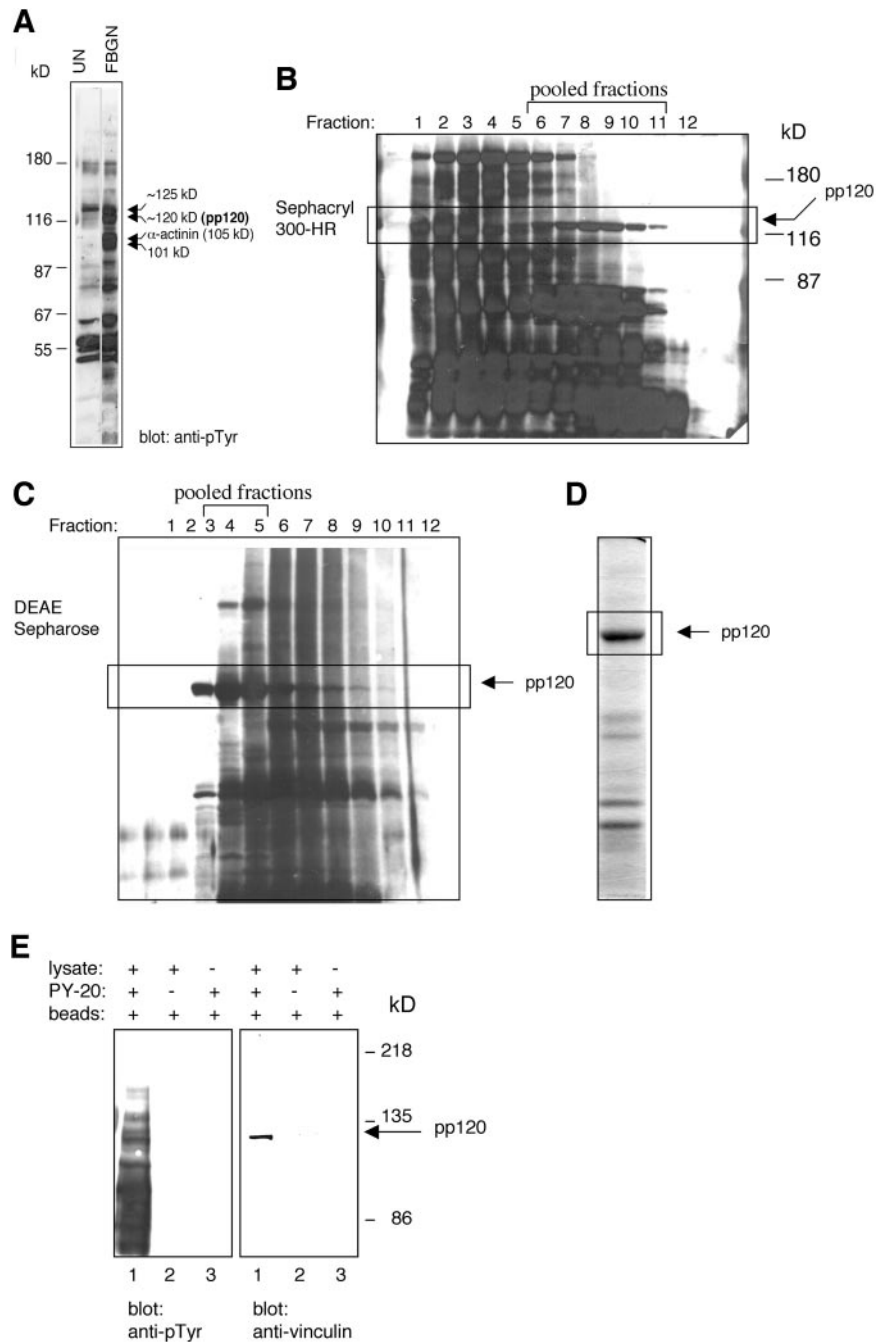 A
UN
FBGN
kD
180
116
87
67
55
~125 kD
~120 kD (pp120)
α-actinin (105 kD)
101 kD
blot: anti-pTyr
B
pooled fractions
Fraction: 1 2 3 4 5 6 7 8 9 10 11 12
kD
Sephacryl
300-HR
180
pp120
116
87
C
pooled fractions
Fraction: 1 2 3 4 5 6 7 8 9 10 11 12
DEAE
Sepharose
pp120
D
pp120
E
lysate: + + - + + -
PY-20: + - + + - +
beads: + + + + + +
kD
218
135
pp120
86
1 2 3 1 2 3
blot:
anti-pTyr
blot:
anti-vinculin